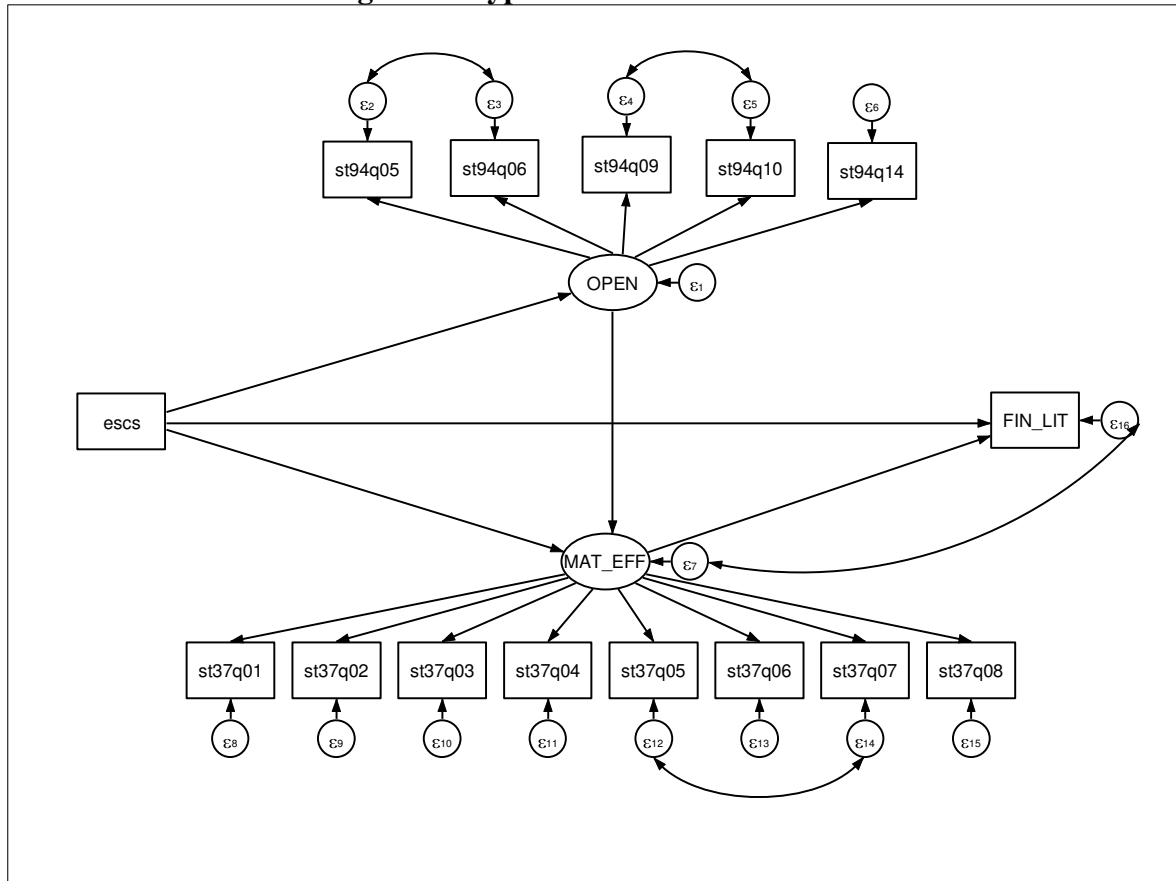 ε2 ε3 ε4 ε5 ε6
st94q05 st94q06 st94q09 st94q10 st94q14
OPEN ε1
escs FIN_LIT ε16
MAT_EFF ε7
st37q01 st37q02 st37q03 st37q04 st37q05 st37q06 st37q07 st37q08
ε8 ε9 ε10 ε11 ε12 ε13 ε14 ε15